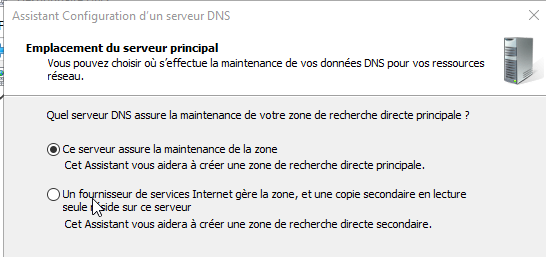 Assistant Configuration d'un serveur DNS
Emplacement du serveur principal
Vous pouvez choisir où s'effectue la maintenance de vos données DNS pour vos ressources
réseau.
Quel serveur DNS assure la maintenance de votre zone de recherche directe principale ?
Ce serveur assure la maintenance de la zone
Cet Assistant vous aidera à créer une zone de recherche directe principale.
Un fournisseur de services Internet gère la zone, et une copie secondaire en lecture
seule réside sur ce serveur
Cet Assistant vous aidera à créer une zone de recherche directe secondaire.